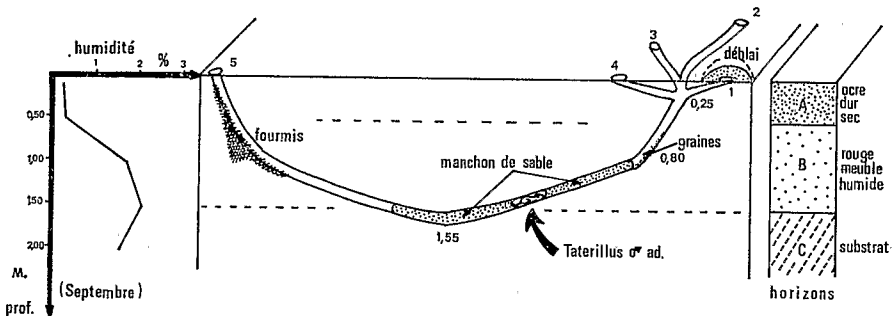 humidité
%
1
2
3
0,50
1,00
1,50
2,00
M.
prof.
(Septembre)
5
fourmis
manchon de sable
1,55
Taterillus ♂ ad.
4
3
2
déblai
1
0,25
graines
0,80
A
ocre
dur
sec
B
rouge
meuble
humide
C
substrat
horizons